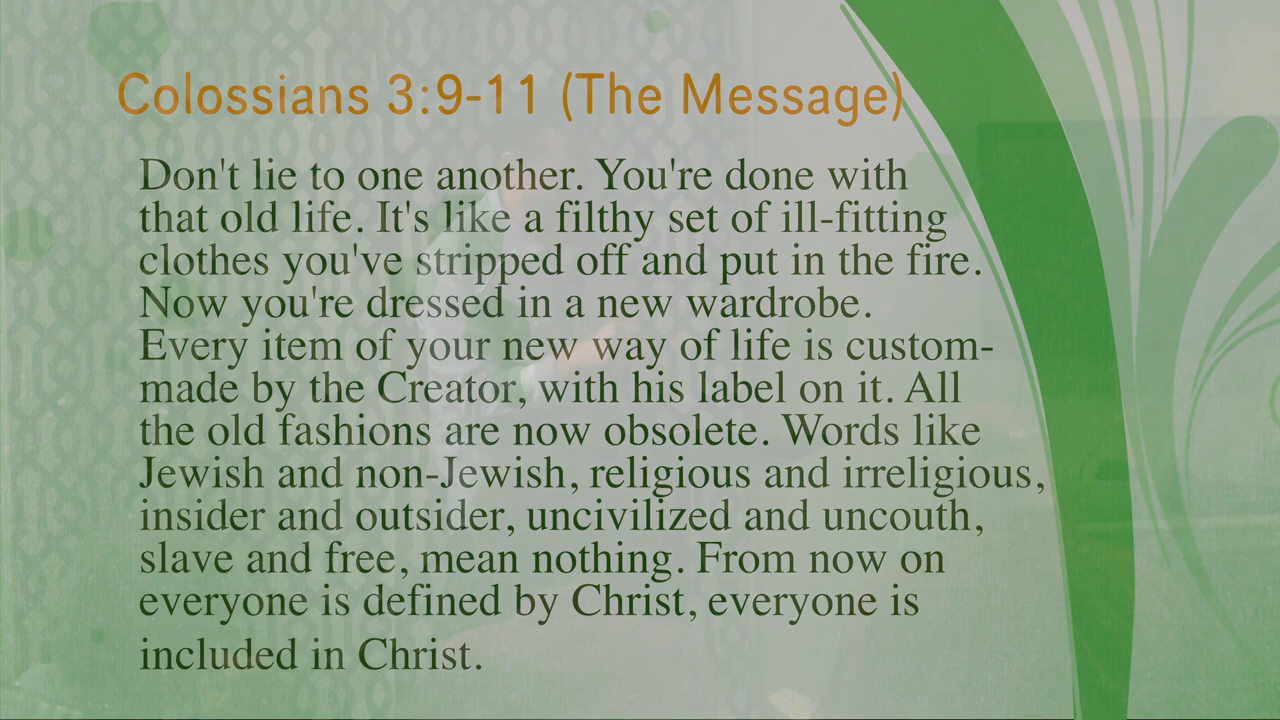 Colossians 3:9-11 (The Message)
Don't lie to one another. You're done with
that old life. It's like a filthy set of ill-fitting
clothes you've stripped off and put in the fire.
Now you're dressed in a new wardrobe.
Every item of your new way of life is custom-
made by the Creator, with his label on it. All
the old fashions are now obsolete. Words like
Jewish and non-Jewish, religious and irreligious,
insider and outsider, uncivilized and uncouth,
slave and free, mean nothing. From now on
everyone is defined by Christ, everyone is
included in Christ.